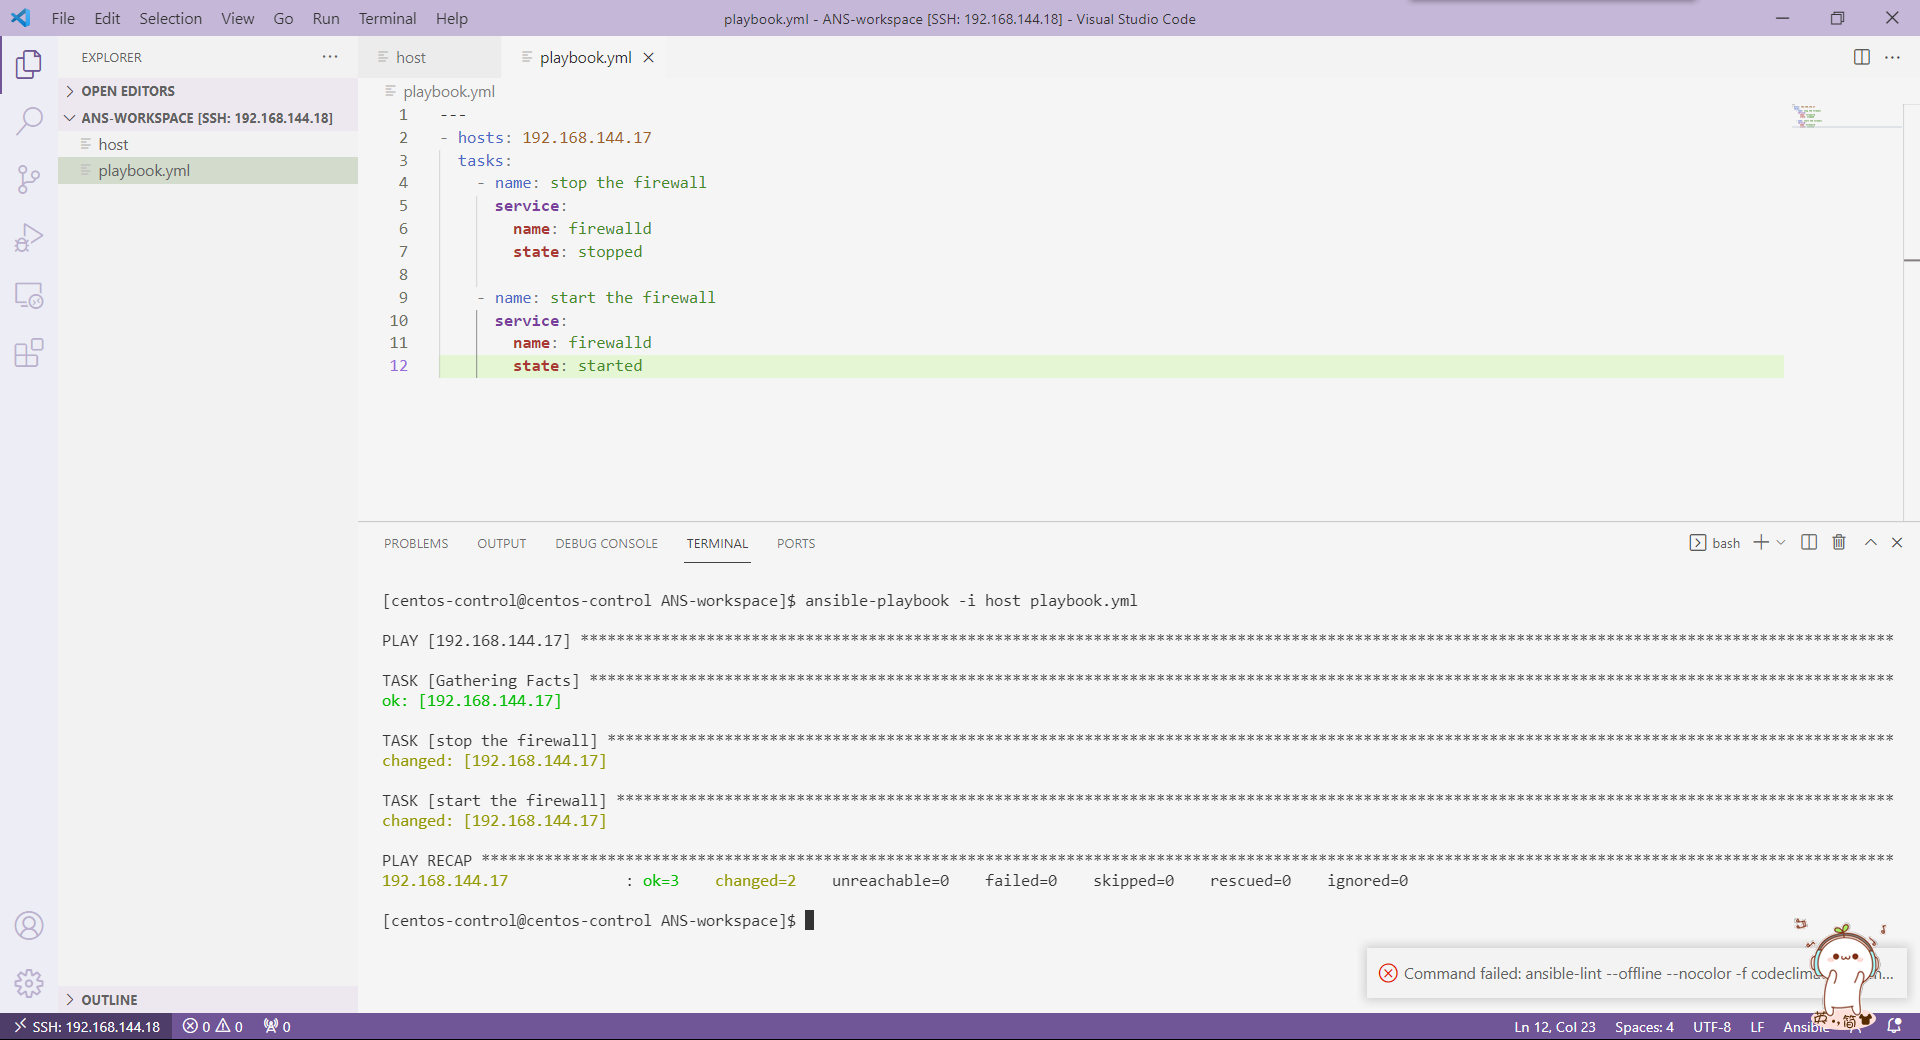 File Edit Selection View Go Run Terminal Help
playbook.yml - ANS-workspace [SSH: 192.168.144.18] - Visual Studio Code
EXPLORER
OPEN EDITORS
ANS-WORKSPACE [SSH: 192.168.144.18]
host
playbook.yml
OUTLINE
host
playbook.yml
playbook.yml
1 ---
2 - hosts: 192.168.144.17
3 tasks:
4 - name: stop the firewall
5 service:
6 name: firewalld
7 state: stopped
8
9 - name: start the firewall
10 service:
11 name: firewalld
12 state: started
PROBLEMS OUTPUT DEBUG CONSOLE TERMINAL PORTS
bash
[centos-control@centos-control ANS-workspace]$ ansible-playbook -i host playbook.yml
PLAY [192.168.144.17] ****************************************************************************************************************************************************
TASK [Gathering Facts] ***************************************************************************************************************************************************
ok: [192.168.144.17]
TASK [stop the firewall] *************************************************************************************************************************************************
changed: [192.168.144.17]
TASK [start the firewall] ************************************************************************************************************************************************
changed: [192.168.144.17]
PLAY RECAP ***************************************************************************************************************************************************************
192.168.144.17 : ok=3 changed=2 unreachable=0 failed=0 skipped=0 rescued=0 ignored=0
[centos-control@centos-control ANS-workspace]$
Command failed: ansible-lint --offline --nocolor -f
英 . , 简
SSH: 192.168.144.18 0 0 0
Ln 12, Col 23 Spaces: 4 UTF-8 LF Ansible